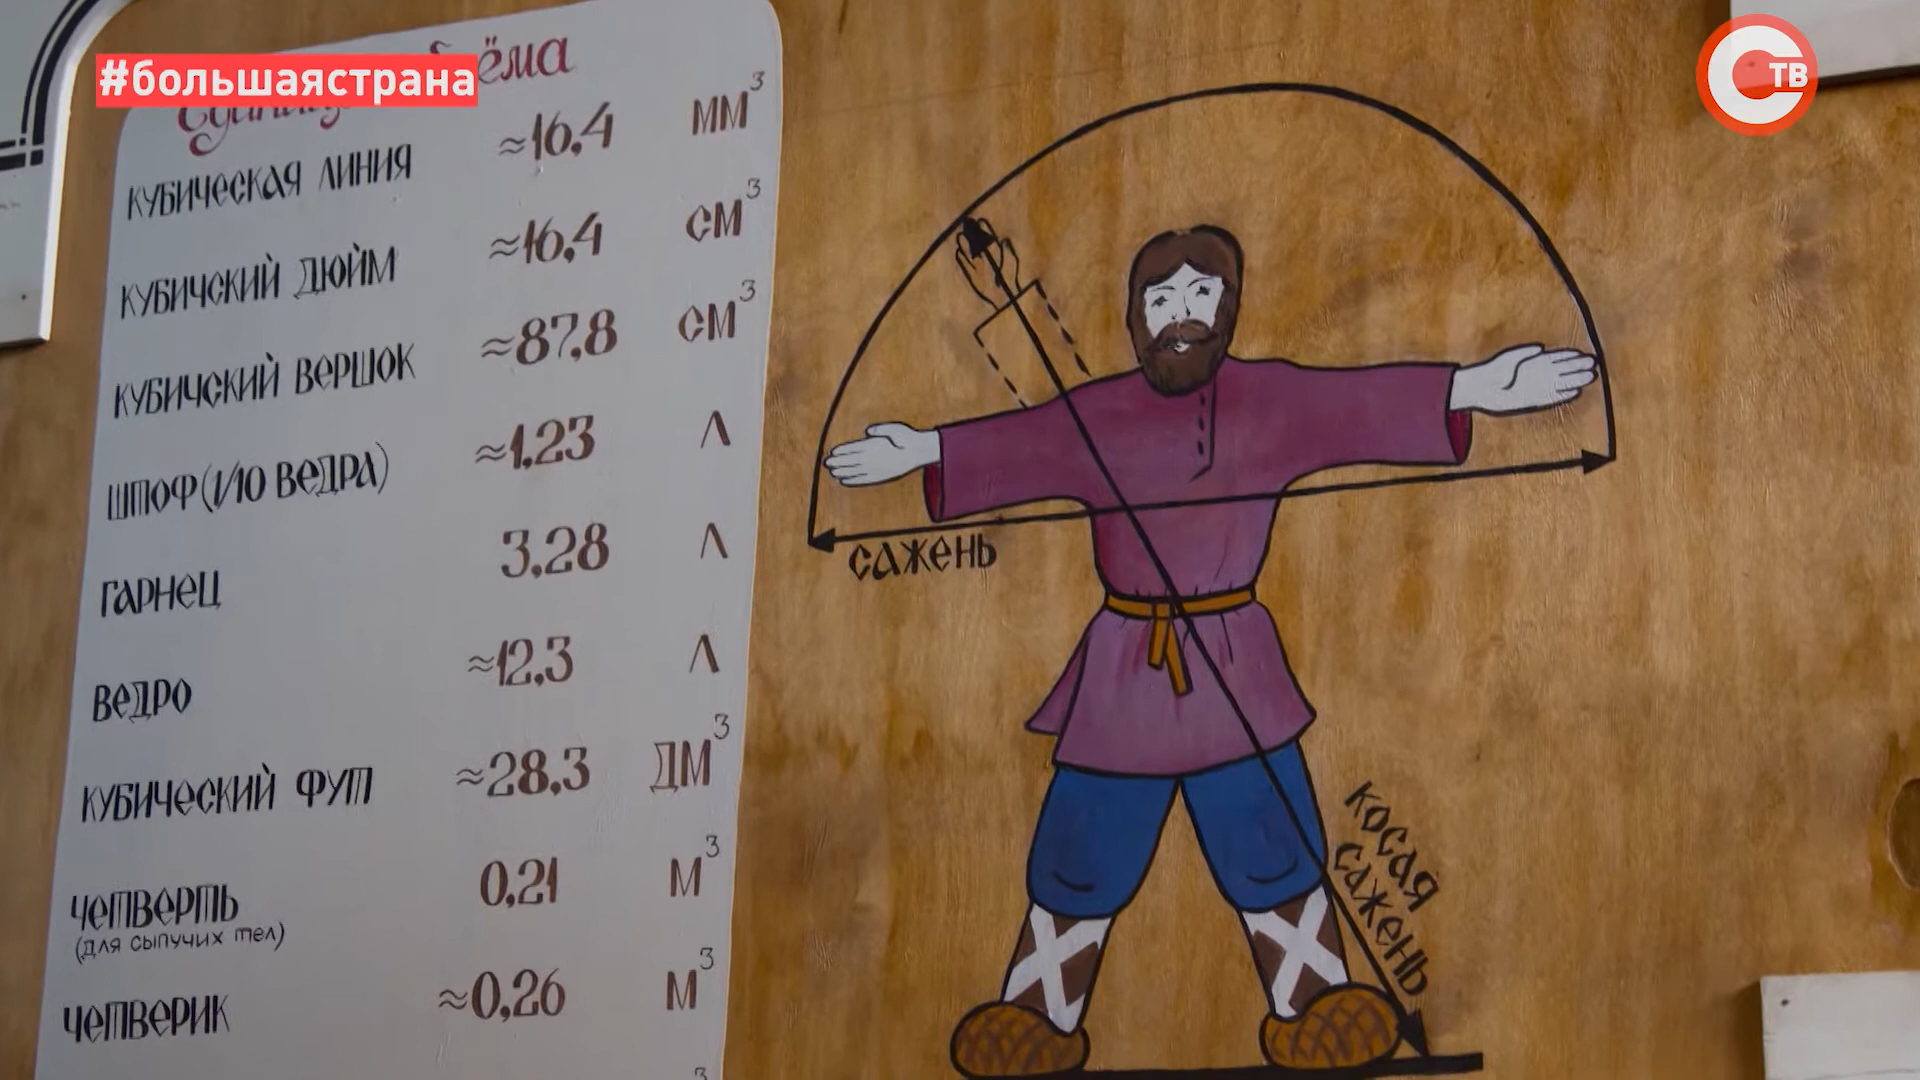 #большаястрана
СТВ
кубическая линия ≈16,4 мм³
кубичский дюйм ≈16,4 см³
кубичский вершок ≈87,8 см³
штоф (1/10 ведра) ≈1,23 л
гарнец 3,28 л
ведро ≈12,3 л
кубический фут ≈28,3 дм³
четверть 0,21 м³
(для сыпучих тел)
четверик ≈0,26 м³
3
сажень
косая
сажень